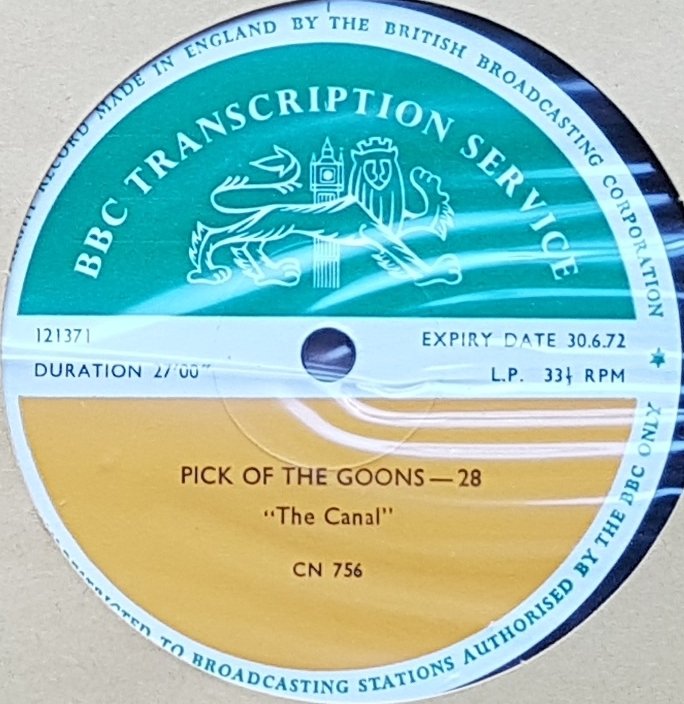 RECORD MADE IN ENGLAND BY THE BRITISH BROADCASTING CORPORATION
BBC TRANSCRIPTION SERVICE
121371
EXPIRY DATE 30.6.72
DURATION 27'00"
L.P. 33⅓ RPM
PICK OF THE GOONS—28
"The Canal"
CN 756
TO BROADCASTING STATIONS AUTHORISED BY THE BBC ONLY